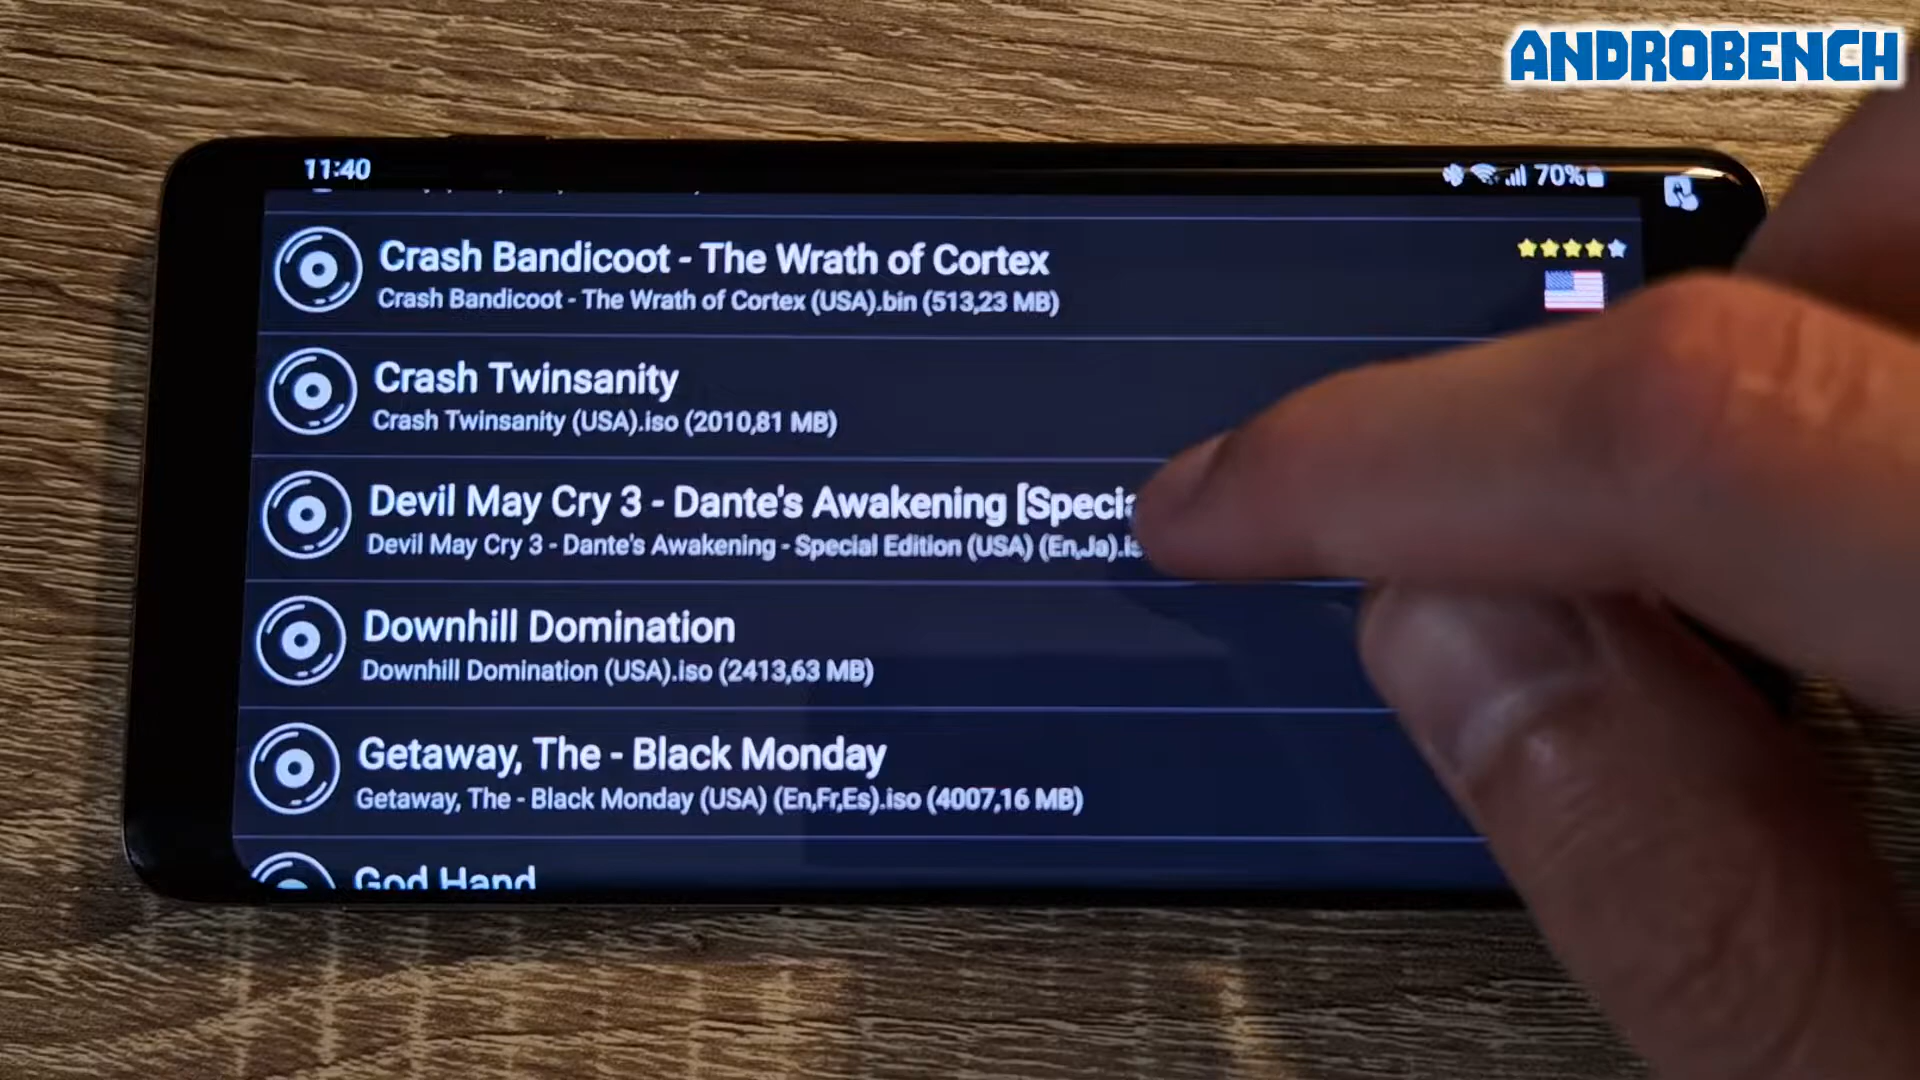 ANDROBENCH
11:40
70%
Crash Bandicoot - The Wrath of Cortex
Crash Bandicoot - The Wrath of Cortex (USA).bin (513,23 MB)
Crash Twinsanity
Crash Twinsanity (USA).iso (2010,81 MB)
Devil May Cry 3 - Dante's Awakening [Specia
Devil May Cry 3 - Dante's Awakening - Special Edition (USA) (En,Ja).is
Downhill Domination
Downhill Domination (USA).iso (2413,63 MB)
Getaway, The - Black Monday
Getaway, The - Black Monday (USA) (En,Fr,Es).iso (4007,16 MB)
God Hand